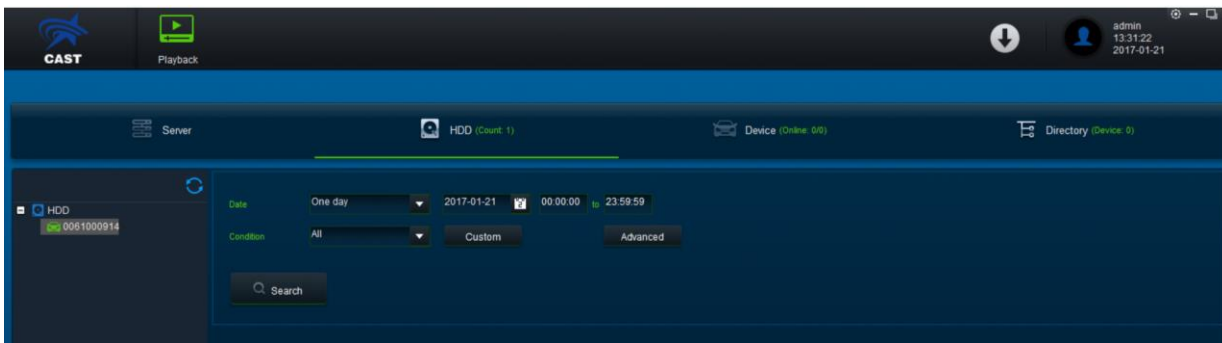 CAST
Playback
admin
13:31:22
2017-01-21
Server
HDD (Count: 1)
Device (Online: 0/0)
Directory (Device: 0)
HDD
0061000914
Date One day 2017-01-21 00:00:00 to 23:59:59
Condition All Custom Advanced
Search